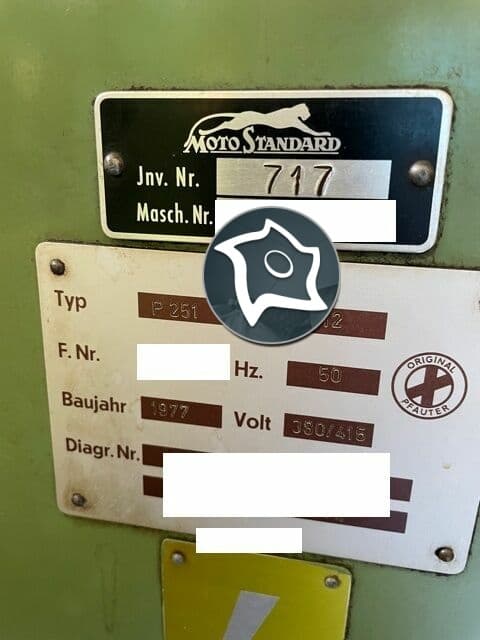 MOTO STANDARD
Jnv. Nr. 717
Masch. Nr.
Typ P 251 12
F. Nr. Hz. 50
ORIGINAL PFAUTER
Baujahr 1977 Volt 380/415
Diagr. Nr.